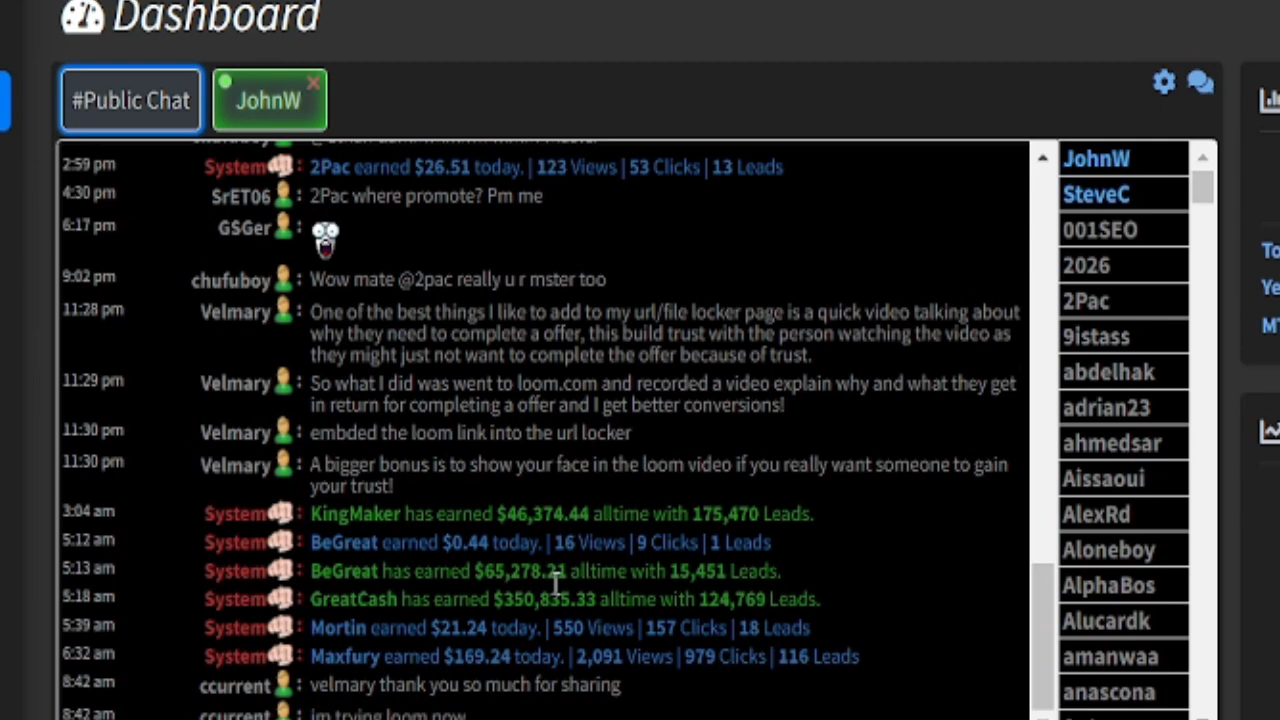 Dashboard
#Public Chat
JohnW
2:59 pm System: 2Pac earned $26.51 today. | 123 Views | 53 Clicks | 13 Leads
4:30 pm SrET06: 2Pac where promote? Pm me
6:17 pm GSGer:
9:02 pm chufuboy: Wow mate @2pac really u r mster too
11:28 pm Velmary: One of the best things I like to add to my url/file locker page is a quick video talking about
why they need to complete a offer, this build trust with the person watching the video as
they might just not want to complete the offer because of trust.
11:29 pm Velmary: So what I did was went to loom.com and recorded a video explain why and what they get
in return for completing a offer and I get better conversions!
11:30 pm Velmary: embded the loom link into the url locker
11:30 pm Velmary: A bigger bonus is to show your face in the loom video if you really want someone to gain
your trust!
3:04 am System: KingMaker has earned $46,374.44 alltime with 175,470 Leads.
5:12 am System: BeGreat earned $0.44 today. | 16 Views | 9 Clicks | 1 Leads
5:13 am System: BeGreat has earned $65,278.21 alltime with 15,451 Leads.
5:18 am System: GreatCash has earned $350,835.33 alltime with 124,769 Leads.
5:39 am System: Mortin earned $21.24 today. | 550 Views | 157 Clicks | 18 Leads
6:32 am System: Maxfury earned $169.24 today. | 2,091 Views | 979 Clicks | 116 Leads
8:42 am ccurrent: velmary thank you so much for sharing
8:42 am ccurrent: im trying loom now
JohnW
SteveC
001SEO
2026
2Pac
9istass
abdelhak
adrian23
ahmedsar
Aissaoui
AlexRd
Aloneboy
AlphaBos
Alucardk
amanwaa
anascona
To
Ye